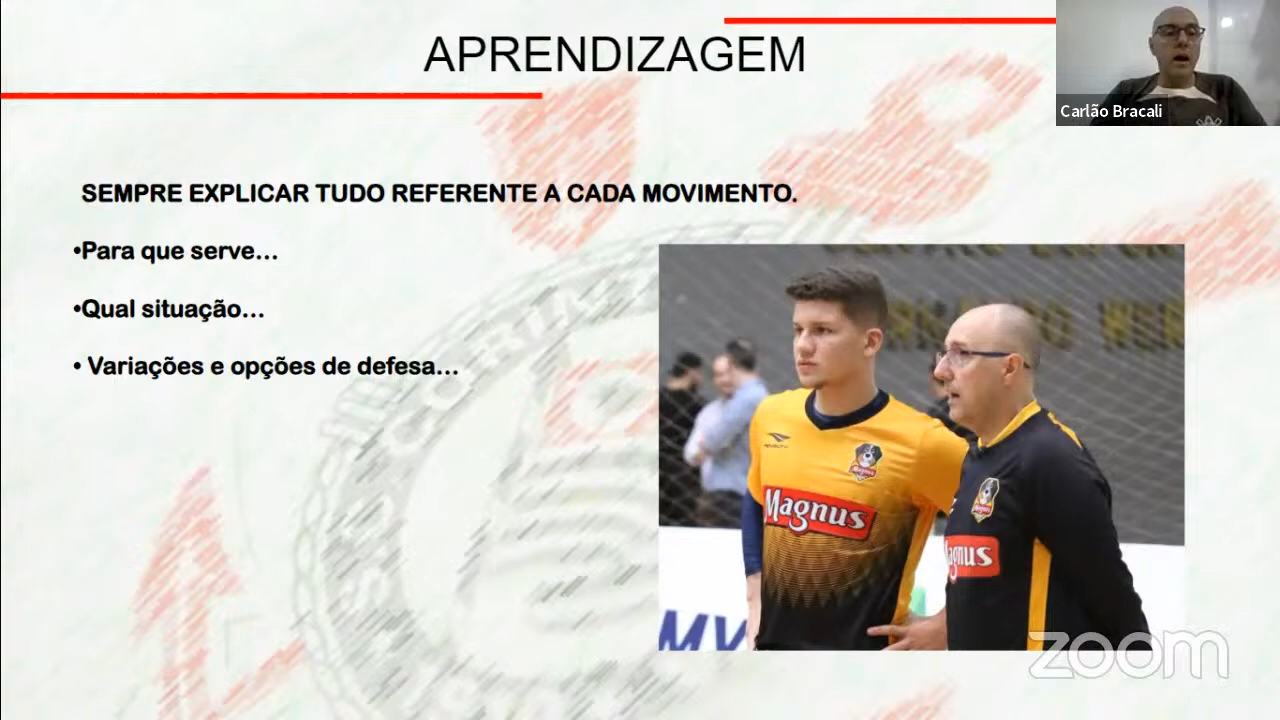 APRENDIZAGEM
Carlão Bracali
SEMPRE EXPLICAR TUDO REFERENTE A CADA MOVIMENTO.
•Para que serve...
•Qual situação...
• Variações e opções de defesa...
Magnus
zoom